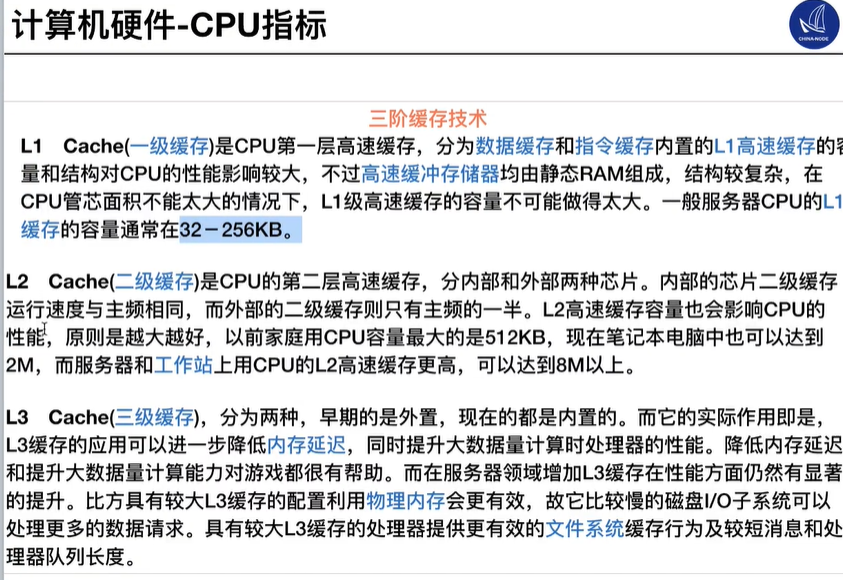 计算机硬件-CPU指标
CHINA-NODE
三阶缓存技术
L1 Cache(一级缓存)是CPU第一层高速缓存，分为数据缓存和指令缓存内置的L1高速缓存的容
量和结构对CPU的性能影响较大，不过高速缓冲存储器均由静态RAM组成，结构较复杂，在
CPU管芯面积不能太大的情况下，L1级高速缓存的容量不可能做得太大。一般服务器CPU的L1
缓存的容量通常在32－256KB。
L2 Cache(二级缓存)是CPU的第二层高速缓存，分内部和外部两种芯片。内部的芯片二级缓存
运行速度与主频相同，而外部的二级缓存则只有主频的一半。L2高速缓存容量也会影响CPU的
性能，原则是越大越好，以前家庭用CPU容量最大的是512KB，现在笔记本电脑中也可以达到
2M，而服务器和工作站上用CPU的L2高速缓存更高，可以达到8M以上。
L3 Cache(三级缓存)，分为两种，早期的是外置，现在的都是内置的。而它的实际作用即是，
L3缓存的应用可以进一步降低内存延迟，同时提升大数据量计算时处理器的性能。降低内存延迟
和提升大数据量计算能力对游戏都很有帮助。而在服务器领域增加L3缓存在性能方面仍然有显著
的提升。比方具有较大L3缓存的配置利用物理内存会更有效，故它比较慢的磁盘I/O子系统可以
处理更多的数据请求。具有较大L3缓存的处理器提供更有效的文件系统缓存行为及较短消息和处
理器队列长度。